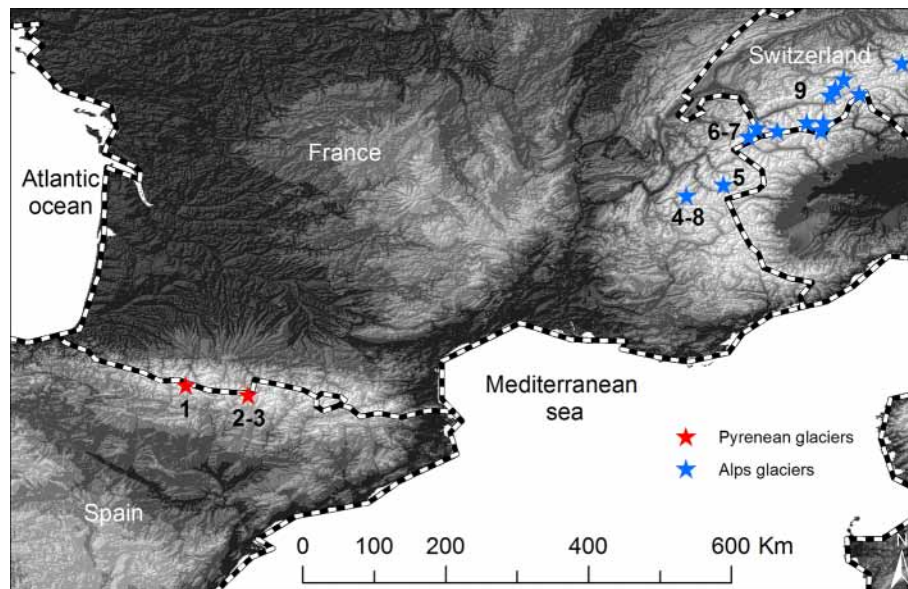 Switzerland
9
6-7
France
Atlantic
ocean
5
4-8
Mediterranean
sea
1
2-3
Pyrenean glaciers
Alps glaciers
Spain
0 100 200 400 600 Km
N